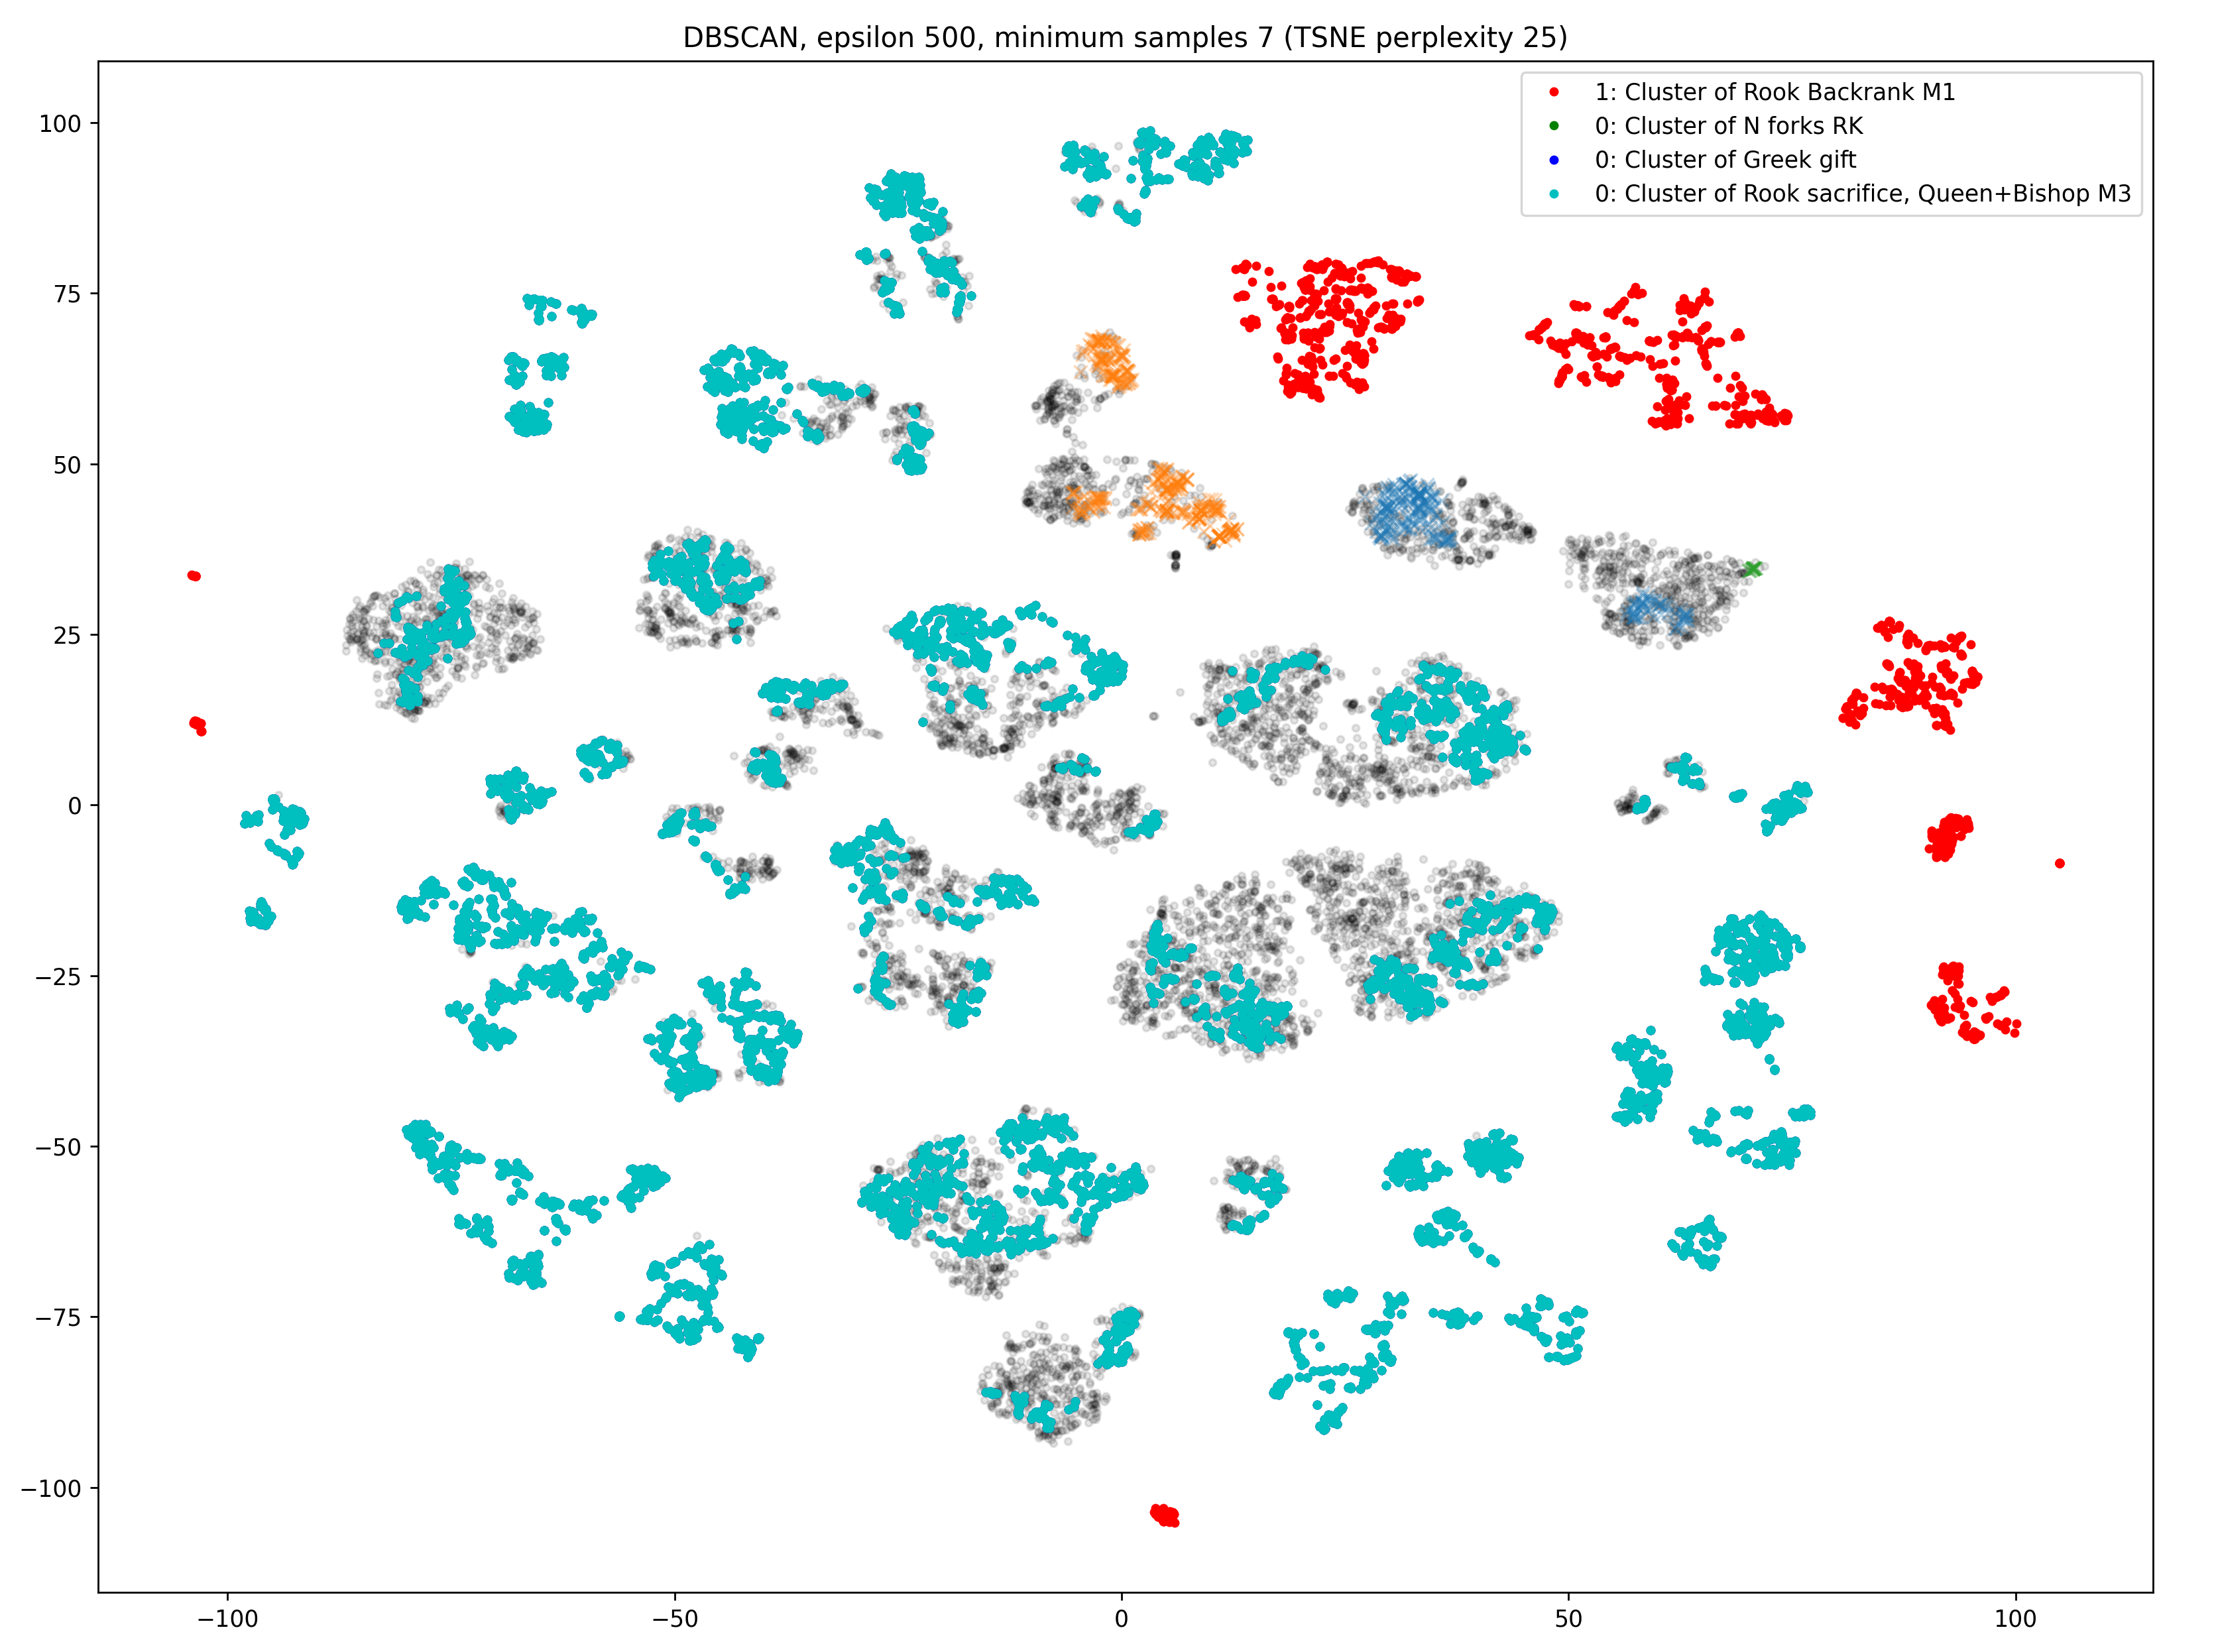 DBSCAN, epsilon 500, minimum samples 7 (TSNE perplexity 25)
1: Cluster of Rook Backrank M1
0: Cluster of N forks RK
0: Cluster of Greek gift
0: Cluster of Rook sacrifice, Queen+Bishop M3
100
75
50
25
0
−25
−50
−75
−100
−100
−50
0
50
100